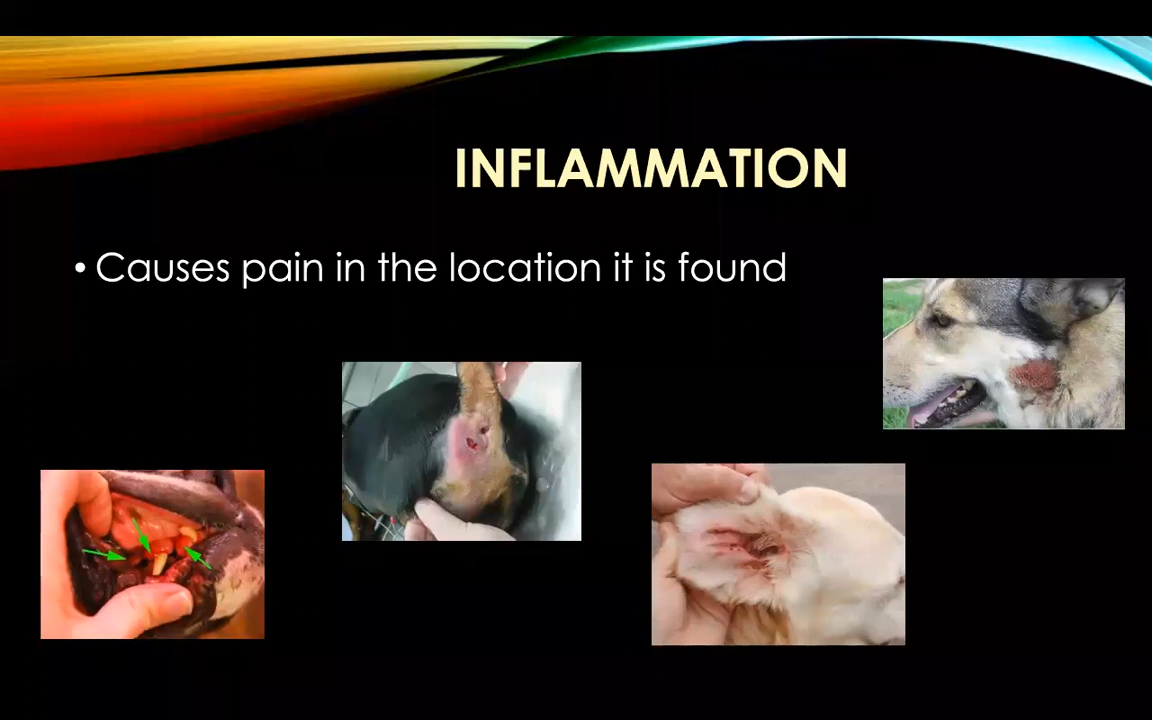 INFLAMMATION
• Causes pain in the location it is found